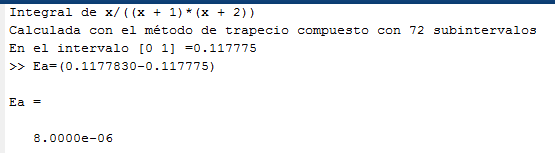 Integral de x/((x + 1)*(x + 2))
Calculada con el método de trapecio compuesto con 72 subintervalos
En el intervalo [0 1] =0.117775
>> Ea=(0.1177830-0.117775)
Ea =
8.0000e-06